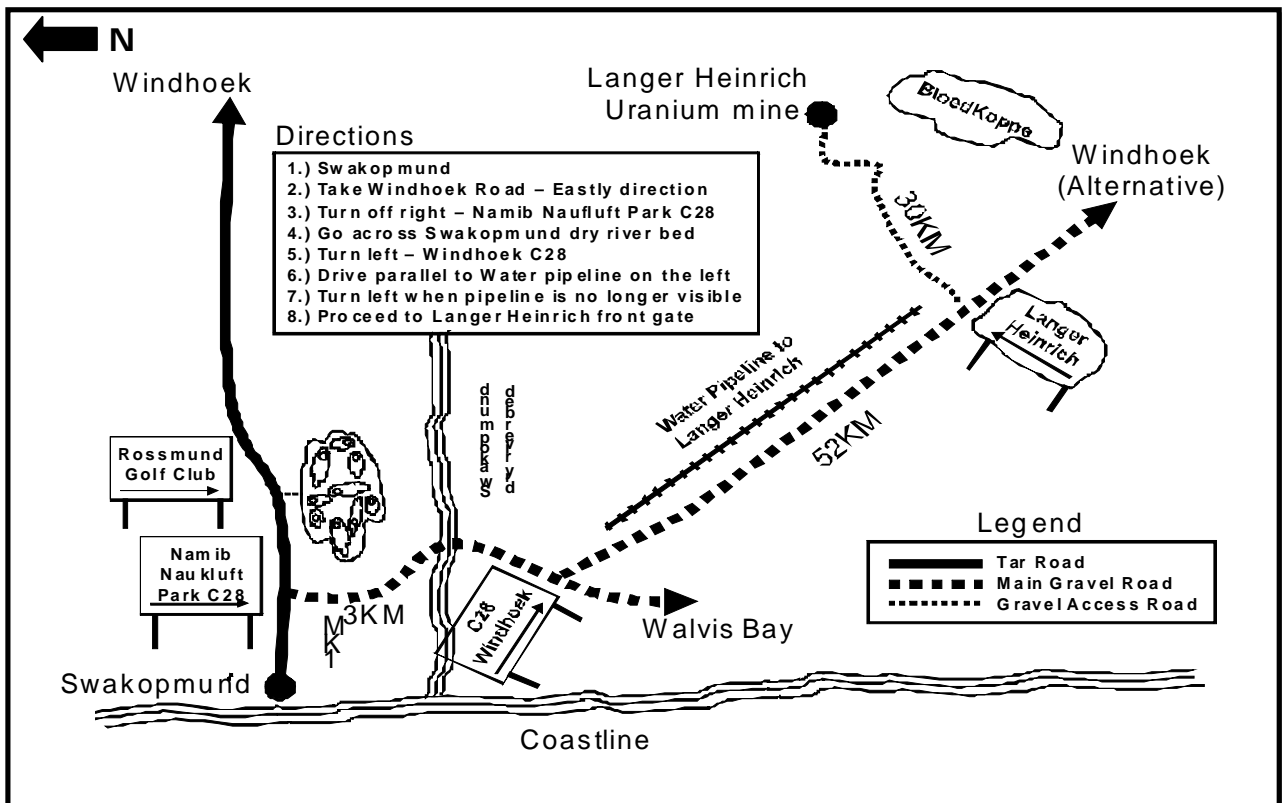 N
Windhoek
Langer Heinrich
Uranium mine
BloedKoppe
Windhoek
(Alternative)
Directions
1.) Swakopmund
2.) Take Windhoek Road – Eastly direction
3.) Turn off right – Namib Naufluft Park C28
4.) Go across Swakopmund dry river bed
5.) Turn left – Windhoek C28
6.) Drive parallel to Water pipeline on the left
7.) Turn left when pipeline is no longer visible
8.) Proceed to Langer Heinrich front gate
30KM
Langer
Heinrich
Water Pipeline to
Langer Heinrich
52KM
Swakopmund
dryriverbed
Rossmund
Golf Club
Namib
Naukluft
Park C28
3KM
1KM
C28
Windhoek
Walvis Bay
Swakopmund
Coastline
Legend
Tar Road
Main Gravel Road
Gravel Access Road